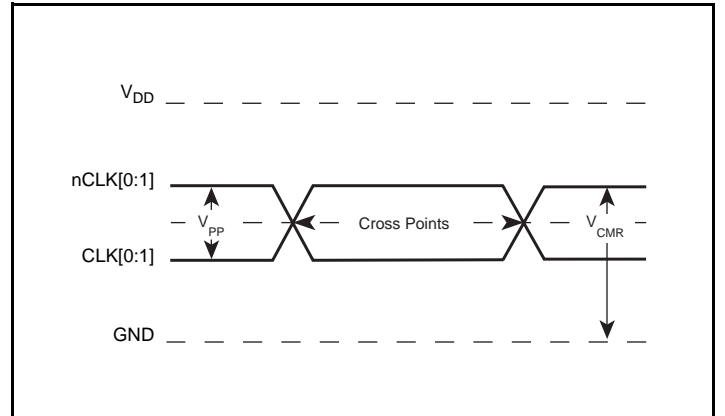 VDD
nCLK[0:1]
VPP
Cross Points
VCMR
CLK[0:1]
GND